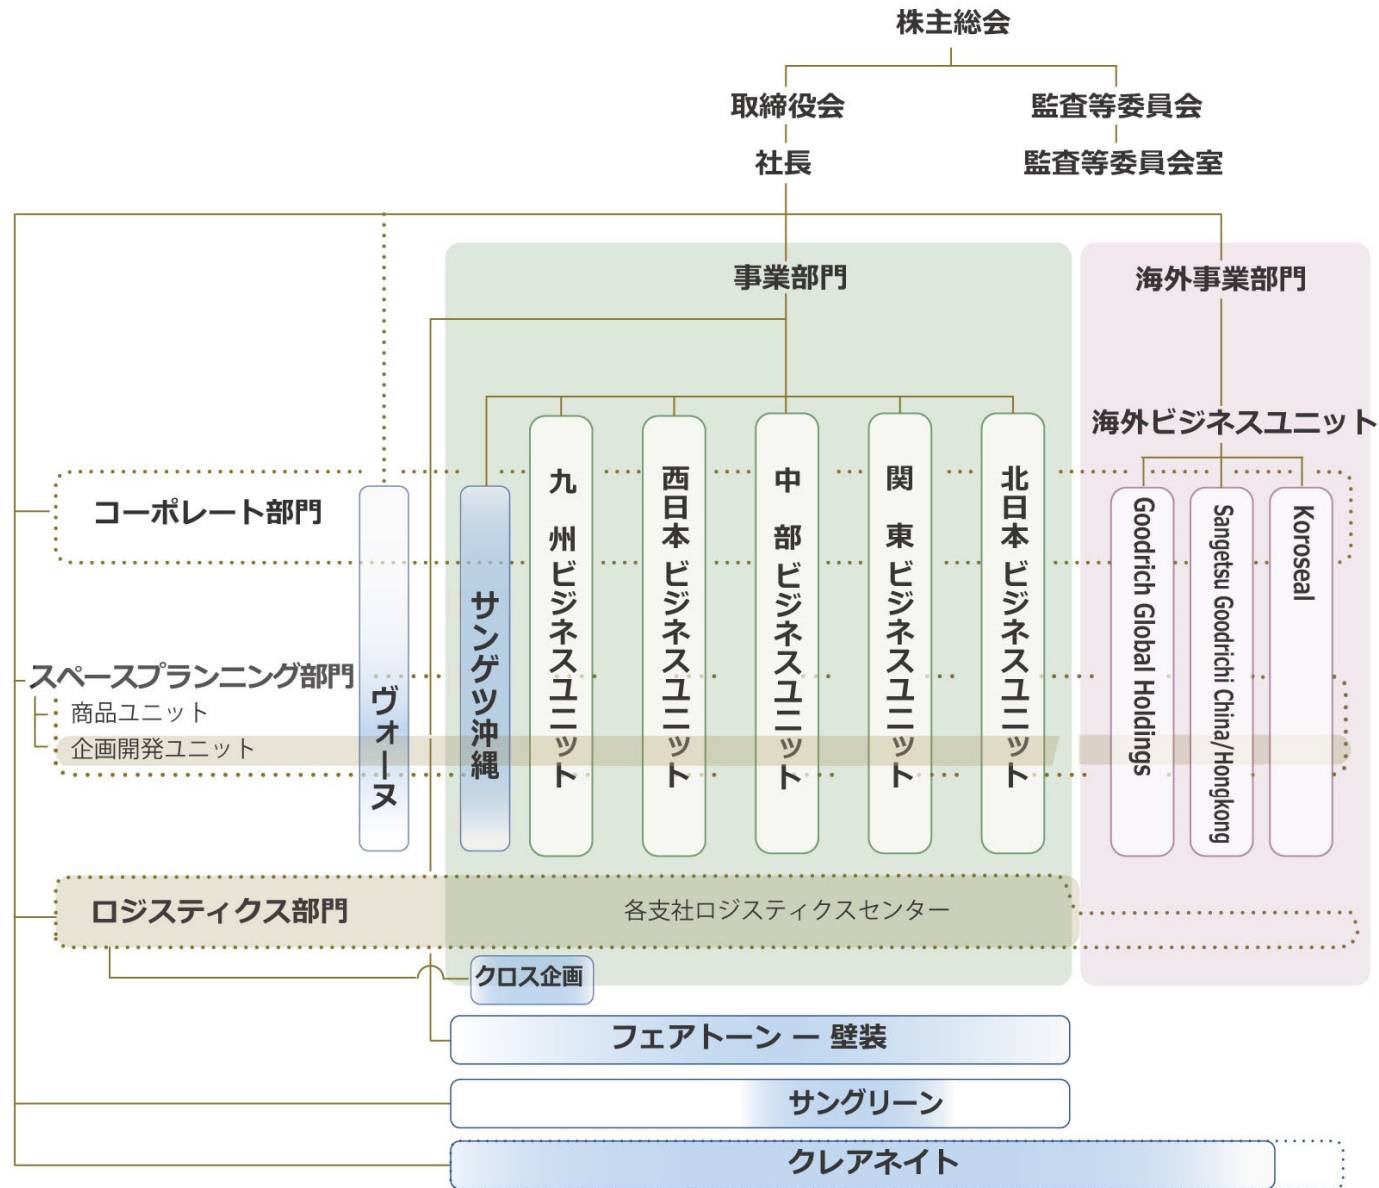 株主総会
取締役会
監査等委員会
社長
監査等委員会室
事業部門
海外事業部門
海外ビジネスユニット
コーポレート部門
スペースプランニング部門
商品ユニット
企画開発ユニット
ヴォーヌ
サンゲツ沖縄
九州ビジネスユニット
西日本ビジネスユニット
中部ビジネスユニット
関東ビジネスユニット
北日本ビジネスユニット
Goodrich Global Holdings
Sangetsu Goodrichi China/Hongkong
Koroseal
ロジスティクス部門
各支社ロジスティクスセンター
クロス企画
フェアトーン ー 壁装
サングリーン
クレアネイト